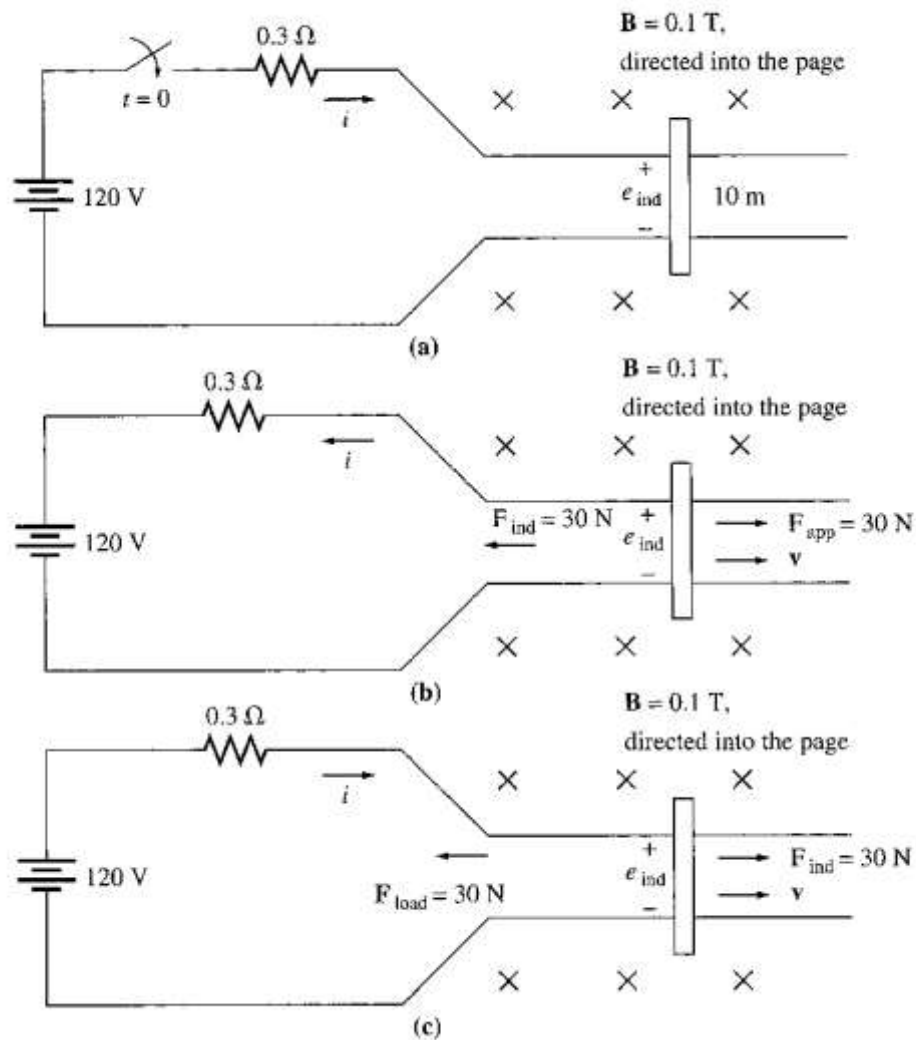 B = 0.1 T,
directed into the page
0.3 Ω
t = 0
i
120 V
+
e ind
−
10 m
(a)
B = 0.1 T,
directed into the page
0.3 Ω
i
120 V
F ind = 30 N
+
e ind
−
F app = 30 N
v
(b)
B = 0.1 T,
directed into the page
0.3 Ω
i
120 V
F load = 30 N
+
e ind
−
F ind = 30 N
v
(c)